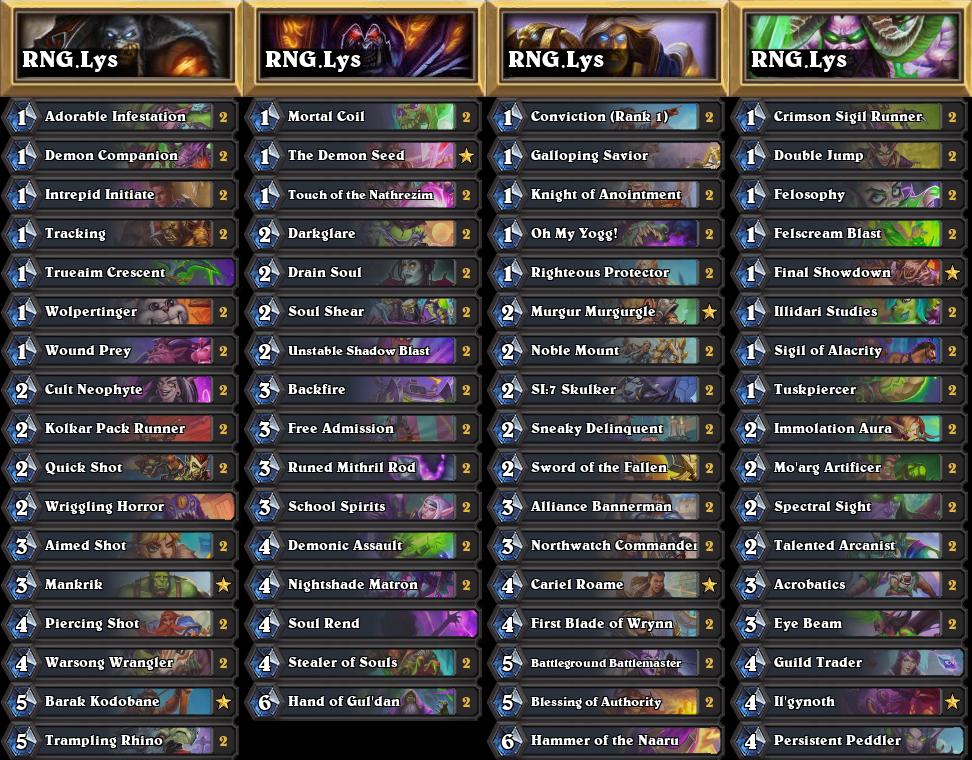 RNG.Lys
1 Adorable Infestation 2
1 Demon Companion 2
1 Intrepid Initiate 2
1 Tracking 2
1 Trueaim Crescent
1 Wolpertinger 2
1 Wound Prey 2
2 Cult Neophyte 2
2 Kolkar Pack Runner 2
2 Quick Shot 2
2 Wriggling Horror
3 Aimed Shot 2
3 Mankrik
4 Piercing Shot 2
4 Warsong Wrangler 2
5 Barak Kodobane
5 Trampling Rhino 2
RNG.Lys
1 Mortal Coil 2
1 The Demon Seed
1 Touch of the Nathrezim 2
2 Darkglare 2
2 Drain Soul 2
2 Soul Shear 2
2 Unstable Shadow Blast 2
3 Backfire 2
3 Free Admission 2
3 Runed Mithril Rod 2
3 School Spirits 2
4 Demonic Assault 2
4 Nightshade Matron 2
4 Soul Rend
4 Stealer of Souls 2
6 Hand of Gul'dan 2
RNG.Lys
1 Conviction (Rank 1) 2
1 Galloping Savior
1 Knight of Anointment 2
1 Oh My Yogg! 2
1 Righteous Protector 2
2 Murgur Murgurgle
2 Noble Mount 2
2 SI:7 Skulker 2
2 Sneaky Delinquent 2
2 Sword of the Fallen 2
3 Alliance Bannerman 2
3 Northwatch Commander 2
4 Cariel Roame
4 First Blade of Wrynn 2
5 Battleground Battlemaster 2
5 Blessing of Authority 2
6 Hammer of the Naaru
RNG.Lys
1 Crimson Sigil Runner 2
1 Double Jump 2
1 Felosophy 2
1 Felscream Blast 2
1 Final Showdown
1 Illidari Studies 2
1 Sigil of Alacrity 2
1 Tuskpiercer 2
2 Immolation Aura 2
2 Mo'arg Artificer 2
2 Spectral Sight 2
2 Talented Arcanist 2
3 Acrobatics 2
3 Eye Beam 2
4 Guild Trader
4 Il'gynoth
4 Persistent Peddler 2